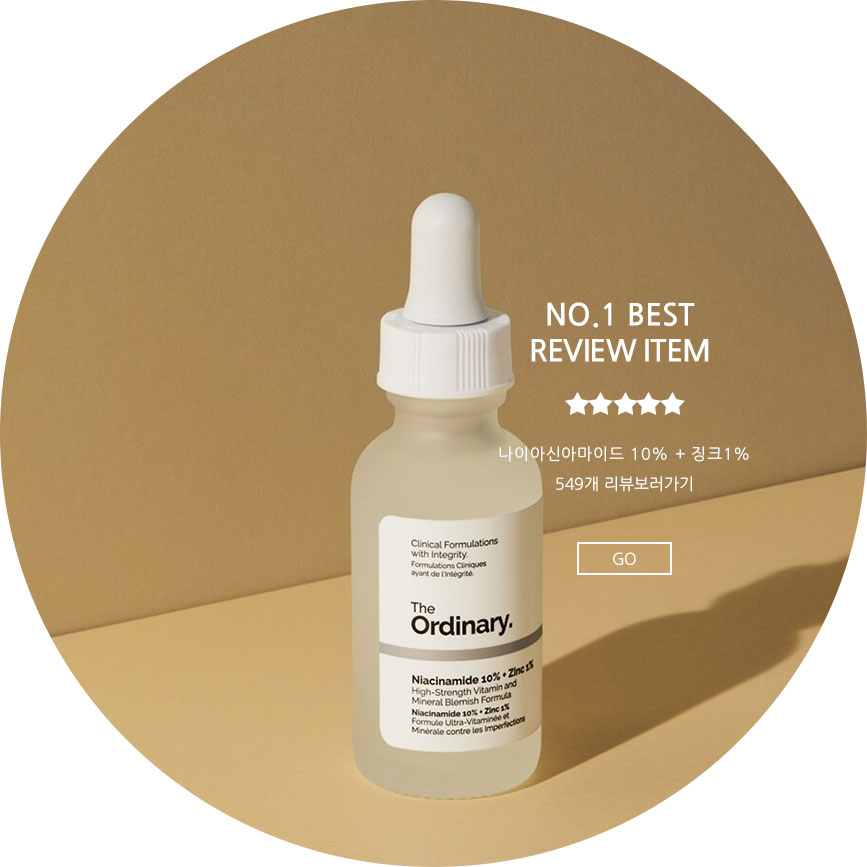 NO.1 BEST
REVIEW ITEM
나이아신아마이드 10% + 징크1%
549개 리뷰보러가기
GO
Clinical Formulations
with Integrity.
Formulations Cliniques
ayant de l'Intégrité.
The
Ordinary.
Niacinamide 10% + Zinc 1%
High-Strength Vitamin and
Mineral Blemish Formula
Niacinamide 10% + Zinc 1%
Formule Ultra-Vitaminée et
Minérale contre les Imperfections